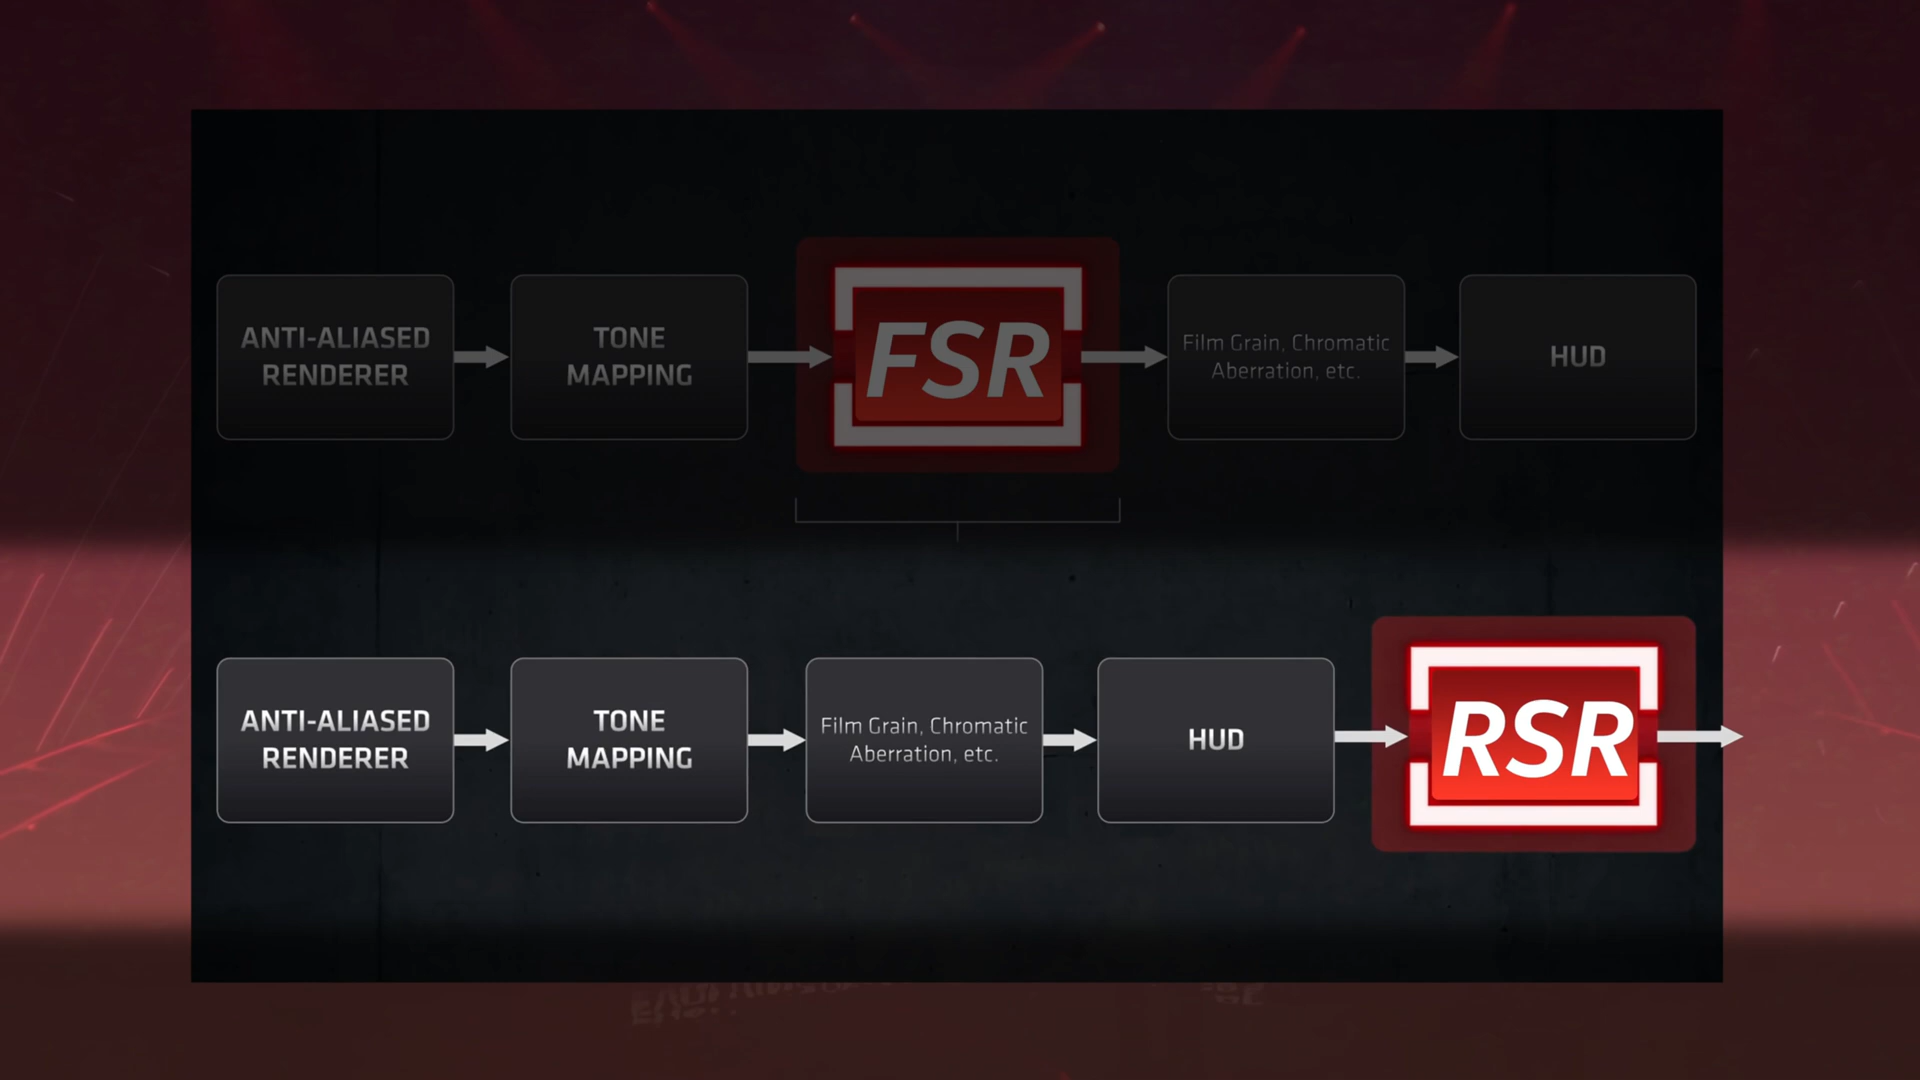 ANTI-ALIASED
RENDERER
TONE
MAPPING
FSR
Film Grain, Chromatic
Aberration, etc.
HUD
ANTI-ALIASED
RENDERER
TONE
MAPPING
Film Grain, Chromatic
Aberration, etc.
HUD
RSR